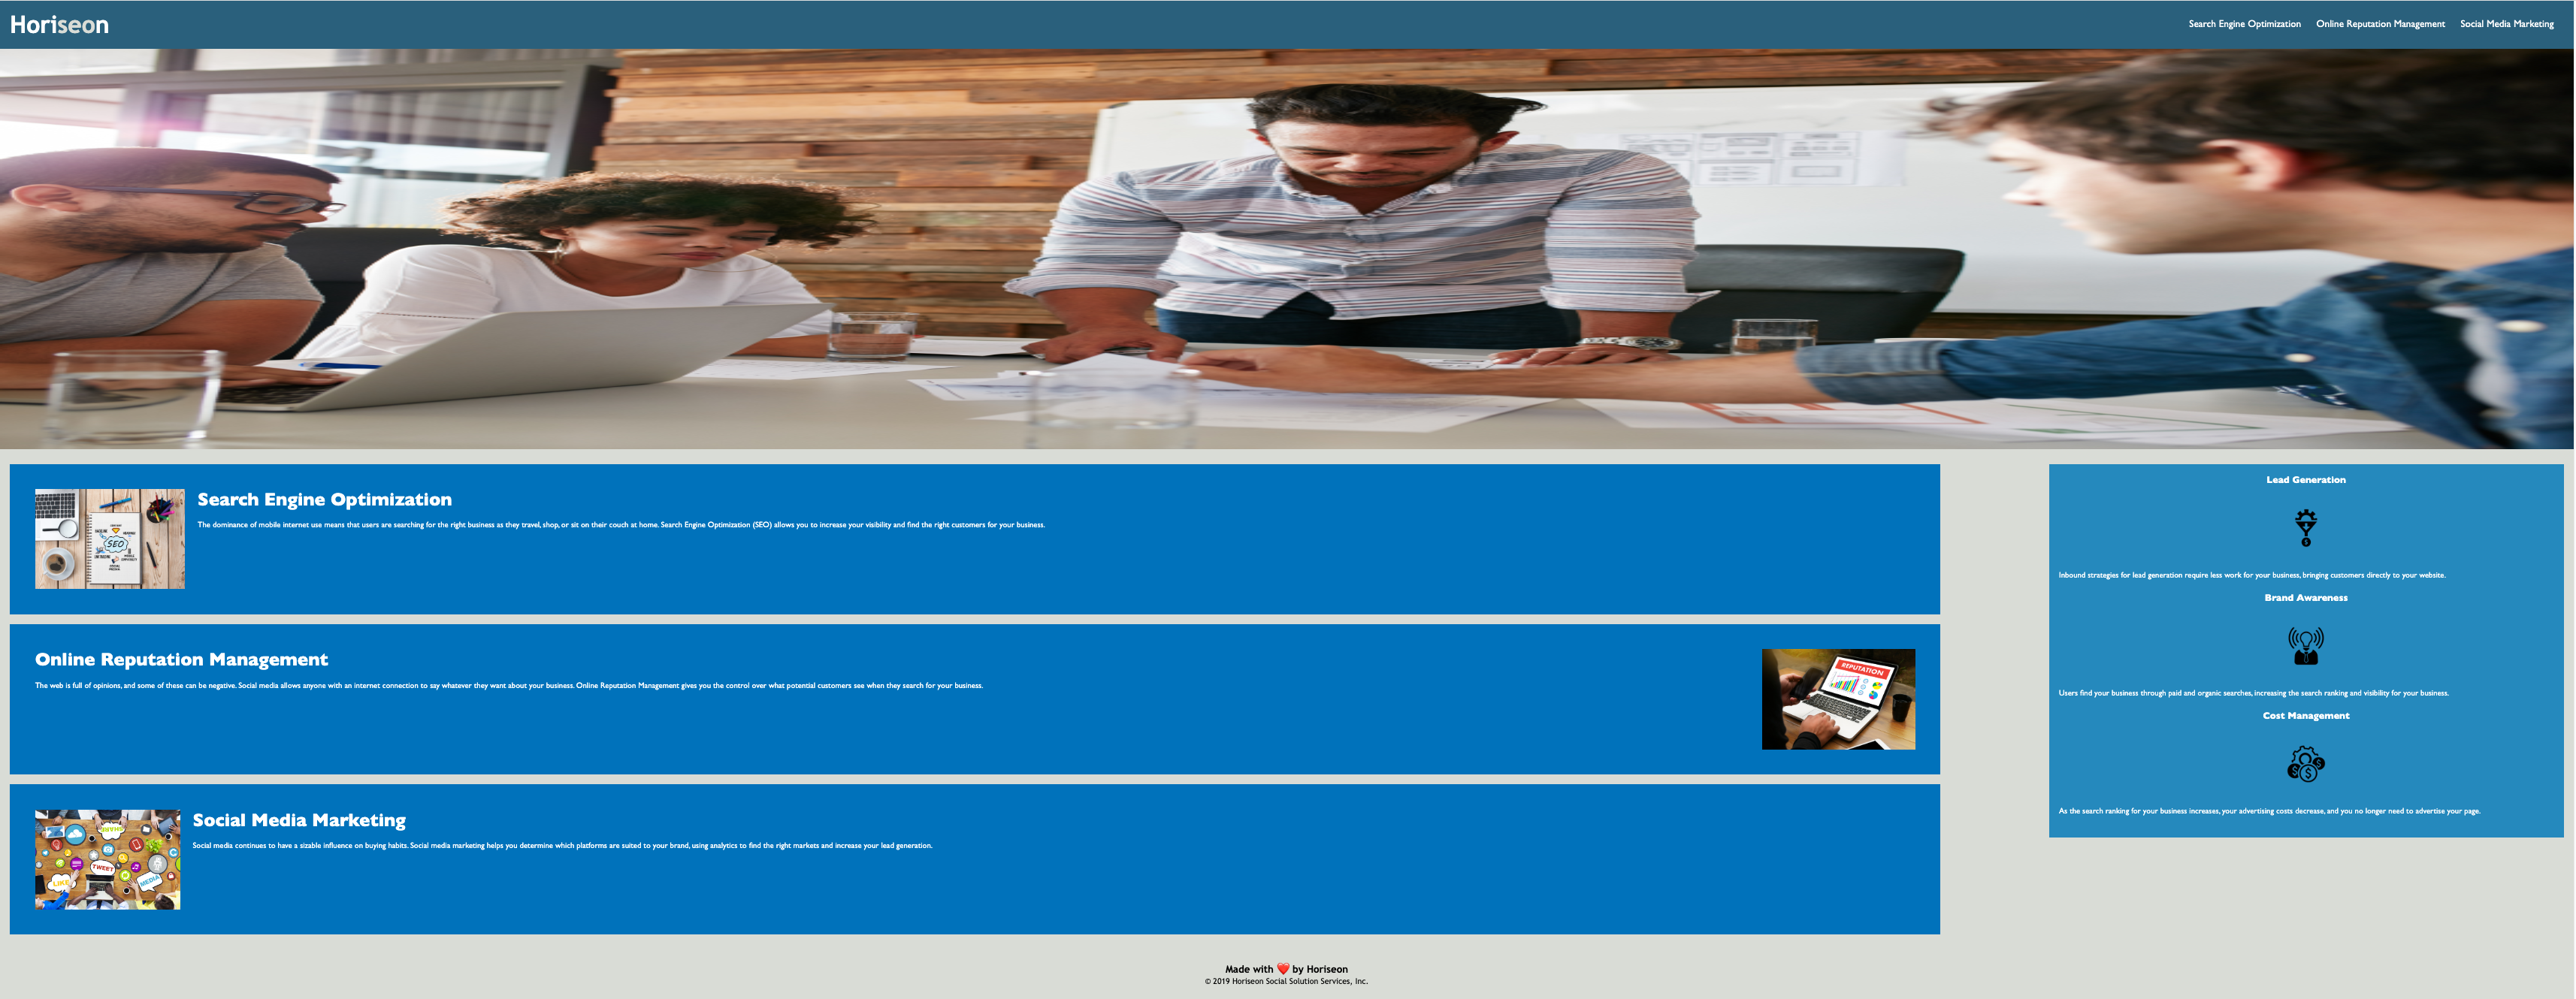 Horiseon
Search Engine Optimization Online Reputation Management Social Media Marketing
Search Engine Optimization
The dominance of mobile internet use means that users are searching for the right business as they travel, shop, or sit on their couch at home. Search Engine Optimization (SEO) allows you to increase your visibility and find the right customers for your business.
SEO
Online Reputation Management
The web is full of opinions, and some of these can be negative. Social media allows anyone with an internet connection to say whatever they want about your business. Online Reputation Management gives you the control over what potential customers see when they search for your business.
REPUTATION
Social Media Marketing
Social media continues to have a sizable influence on buying habits. Social media marketing helps you determine which platforms are suited to your brand, using analytics to find the right markets and increase your lead generation.
SHARE
TWEET
LIKE
MEDIA
Lead Generation
Inbound strategies for lead generation require less work for your business, bringing customers directly to your website.
Brand Awareness
Users find your business through paid and organic searches, increasing the search ranking and visibility for your business.
Cost Management
As the search ranking for your business increases, your advertising costs decrease, and you no longer need to advertise your page.
Made with ❤️ by Horiseon
© 2019 Horiseon Social Solution Services, Inc.